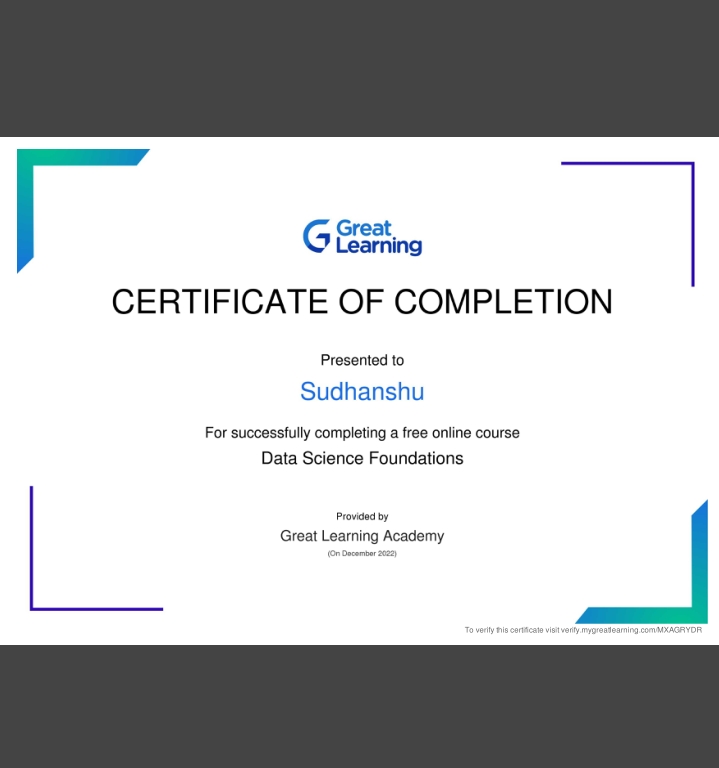 Great
Learning
CERTIFICATE OF COMPLETION
Presented to
Sudhanshu
For successfully completing a free online course
Data Science Foundations
Provided by
Great Learning Academy
(On December 2022)
To verify this certificate visit verify.mygreatlearning.com/MXAGRYDR